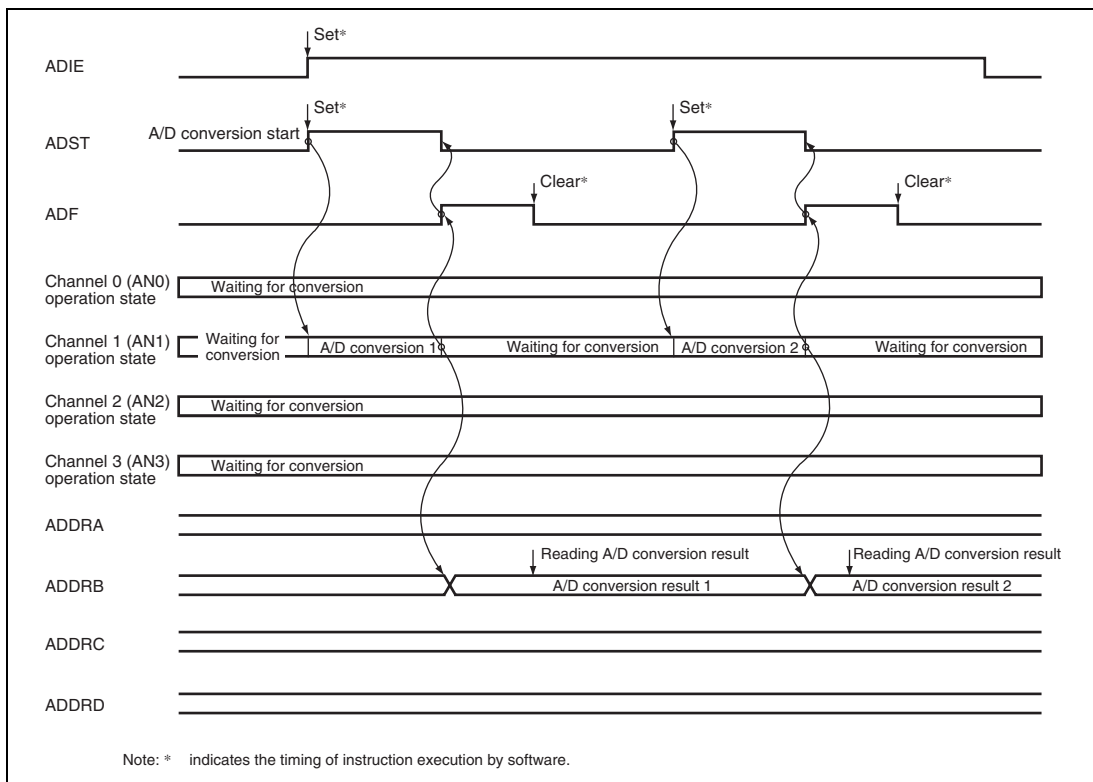 Set*
ADIE
Set*
A/D conversion start
ADST
Clear*
Clear*
Set*
ADF
Channel 0 (AN0)
operation state
Waiting for conversion
Channel 1 (AN1)
operation state
Waiting for
conversion
A/D conversion 1
Waiting for conversion
A/D conversion 2
Waiting for conversion
Channel 2 (AN2)
operation state
Waiting for conversion
Channel 3 (AN3)
operation state
Waiting for conversion
ADDRA
Reading A/D conversion result
Reading A/D conversion result
ADDRB
A/D conversion result 1
A/D conversion result 2
ADDRC
ADDRD
Note: * indicates the timing of instruction execution by software.